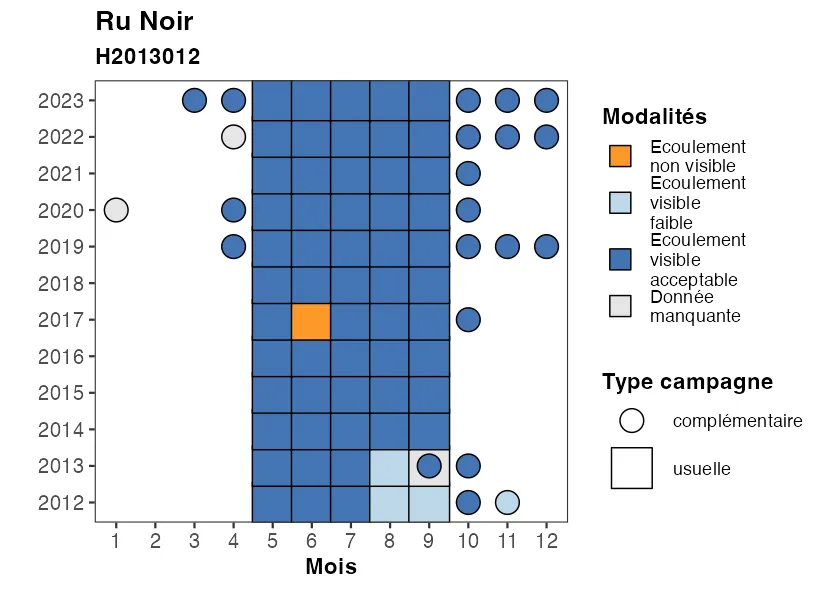 Ru Noir
H2013012
2023
2022
2021
2020
2019
2018
2017
2016
2015
2014
2013
2012
1 2 3 4 5 6 7 8 9 10 11 12
Mois
Modalités
Ecoulement
non visible
Ecoulement
visible
faible
Ecoulement
visible
acceptable
Donnée
manquante
Type campagne
complémentaire
usuelle